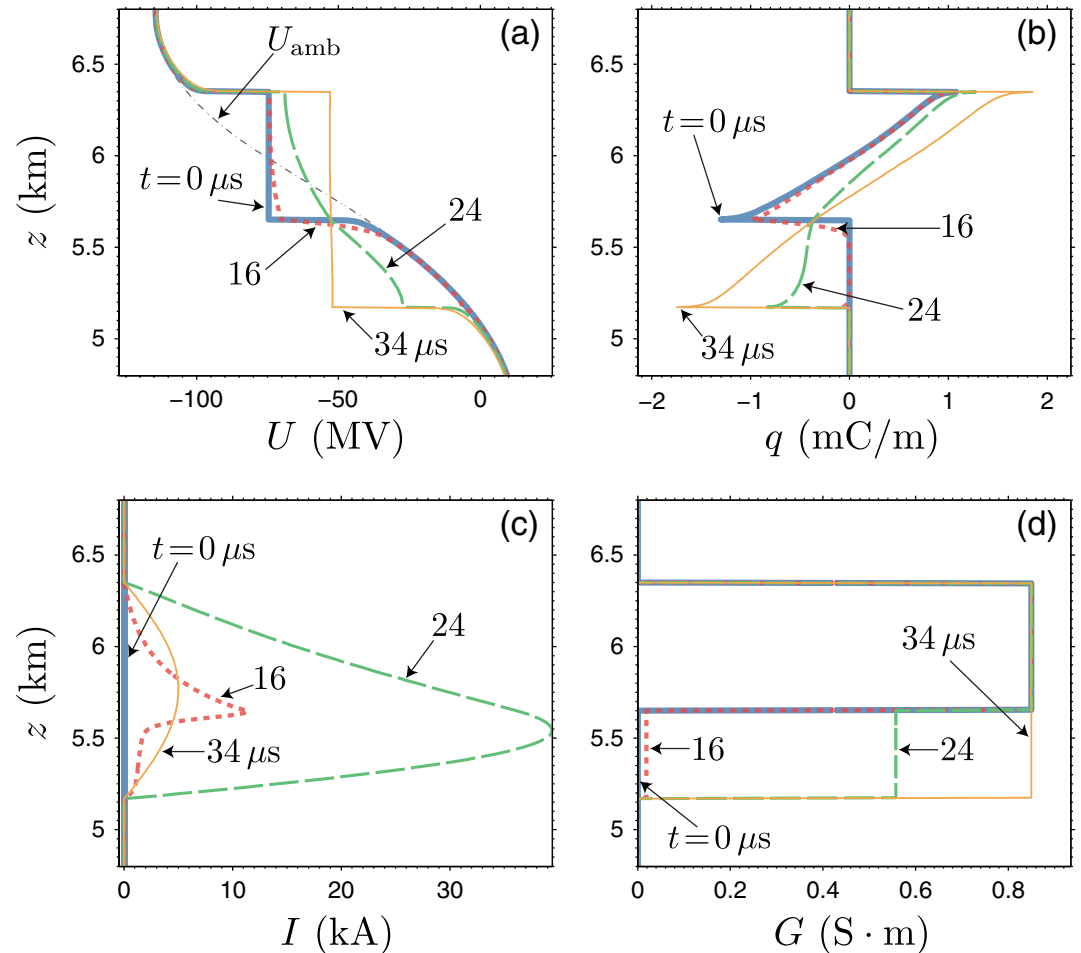 (a)
U_amb
6.5
z (km)
6
t=0 μs
5.5
24
16
5
34 μs
−100 −50 0
U (MV)
(b)
t=0 μs
6.5
6
5.5
16
24
5
34 μs
−2 −1 0 1 2
q (mC/m)
(c)
t=0 μs
6.5
z (km)
6
24
16
5.5
34 μs
5
0 10 20 30
I (kA)
(d)
6.5
34 μs
6
5.5
16 24
5
t=0 μs
0 0.2 0.4 0.6 0.8
G (S · m)